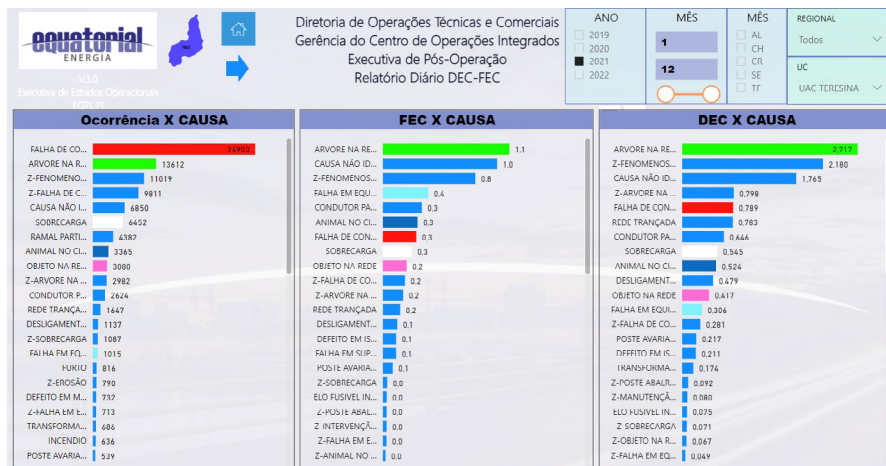 equatorial
ENERGIA
V3.0
Executiva de Estudos Operacionais
EQTL PI
Diretoria de Operações Técnicas e Comerciais
Gerência do Centro de Operações Integrados
Executiva de Pós-Operação
Relatório Diário DEC-FEC
ANO
2019
2020
2021
2022
MÊS
1
12
MÊS
AL
CH
CR
SE
TE
REGIONAL
Todos
UC
UAC TERESINA
Ocorrência X CAUSA
FALHA DE CO... 34903
ARVORE NA R... 13612
Z-FENOMENO... 11019
Z-FALHA DE C... 9811
CAUSA NÃO I... 6850
SOBRECARGA 6452
RAMAL PARTI... 4382
ANIMAL NO CI... 3365
OBJETO NA RE... 3080
Z-ARVORE NA ... 2982
CONDUTOR P... 2624
REDE TRANÇA... 1647
DESLIGAMENT... 1137
Z-SOBRECARGA 1087
FALHA EM EQ... 1015
FURTO 816
Z-EROSÃO 790
DEFEITO EM M... 732
Z-FALHA EM E... 713
TRANSFORMA... 686
INCENDIO 636
POSTE AVARIA... 539
FEC X CAUSA
ARVORE NA RE... 1,1
CAUSA NÃO ID... 1,0
Z-FENOMENOS... 0,8
FALHA EM EQU... 0,4
CONDUTOR PA... 0,3
ANIMAL NO CI... 0,3
FALHA DE CON... 0,3
SOBRECARGA 0,3
OBJETO NA REDE 0,2
Z-FALHA DE CO... 0,2
Z-ARVORE NA ... 0,2
REDE TRANÇADA 0,2
DESLIGAMENT... 0,1
DEFEITO EM IS... 0,1
FALHA EM SUP... 0,1
POSTE AVARIA... 0,1
Z-SOBRECARGA 0,0
ELO FUSIVEL IN... 0,0
Z-POSTE ABAL... 0,0
Z INTERVENÇÃ... 0,0
Z-FALHA EM E... 0,0
Z-ANIMAL NO ... 0,0
DEC X CAUSA
ARVORE NA RE... 2,717
Z-FENOMENOS... 2,180
CAUSA NÃO ID... 1,765
Z-ARVORE NA ... 0,798
FALHA DE CON... 0,789
REDE TRANÇADA 0,783
CONDUTOR PA... 0,646
SOBRECARGA 0,545
ANIMAL NO CI... 0,524
DESLIGAMENT... 0,479
OBJETO NA REDE 0,417
FALHA EM EQUI... 0,306
Z-FALHA DE CO... 0,281
POSTE AVARIA... 0,217
DEFEITO EM IS... 0,211
TRANSFORMA... 0,174
Z-POSTE ABALR... 0,092
Z-MANUTENÇÃ... 0,080
ELO FUSIVEL IN... 0,075
Z SOBRECARGA 0,071
Z-OBJETO NA R... 0,067
Z-FALHA EM EQ... 0,049